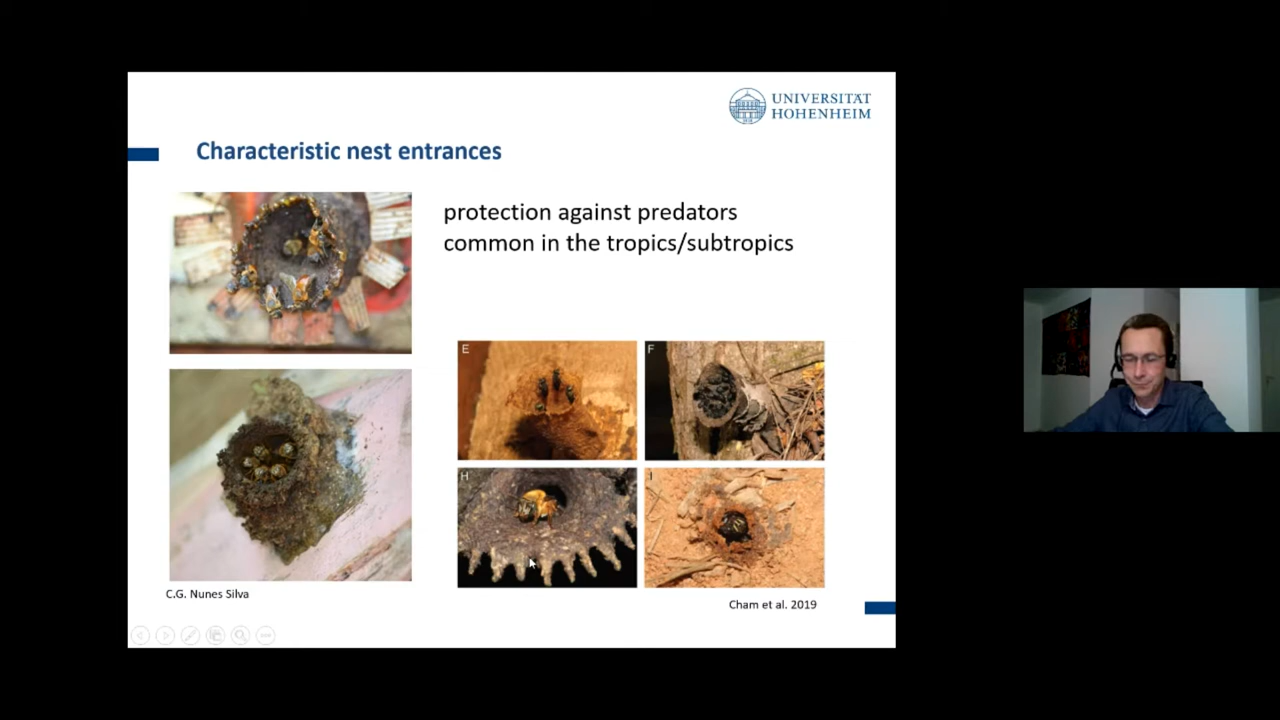 UNIVERSITÄT
HOHENHEIM
Characteristic nest entrances
protection against predators
common in the tropics/subtropics
E
F
H
I
C.G. Nunes Silva
Cham et al. 2019